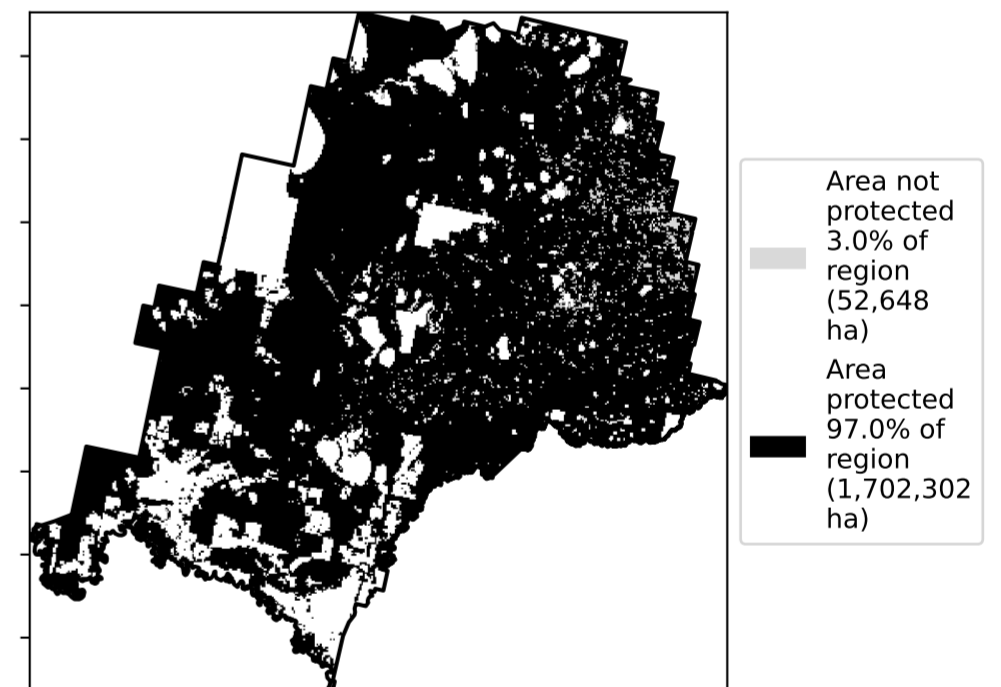 Area not
protected
3.0% of
region
(52,648
ha)
Area
protected
97.0% of
region
(1,702,302
ha)